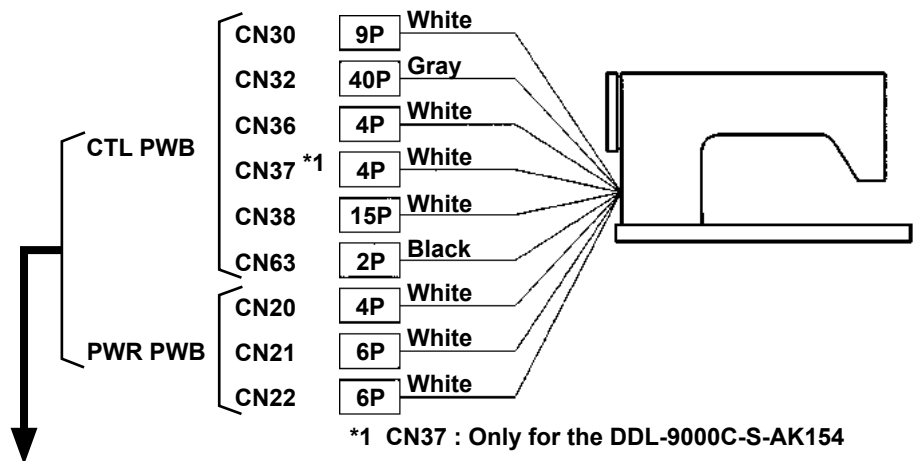 CN30 9P White
CN32 40P Gray
CN36 4P White
CTL PWB
CN37 *1 4P White
CN38 15P White
CN63 2P Black
CN20 4P White
PWR PWB
CN21 6P White
CN22 6P White
*1 CN37 : Only for the DDL-9000C-S-AK154